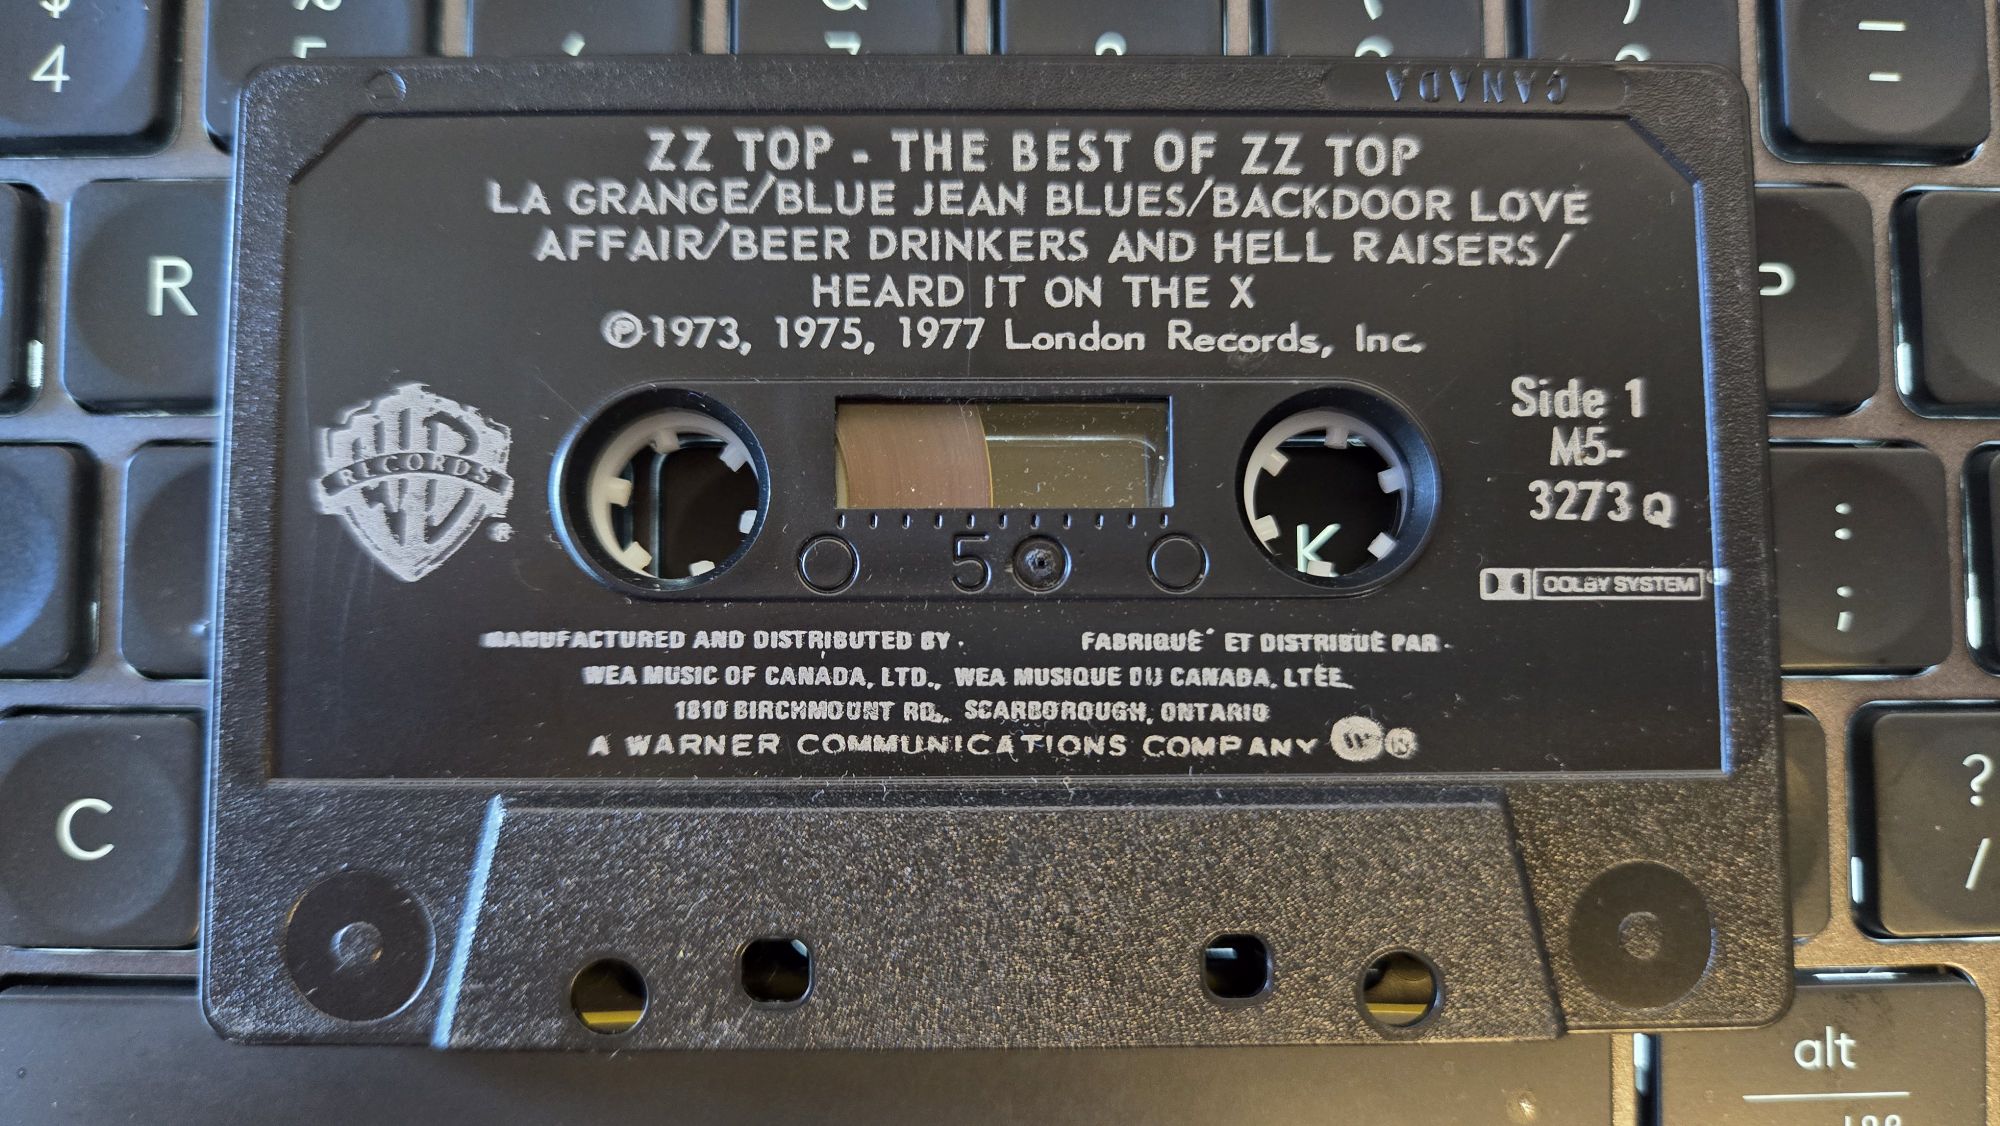 $ % &
4 5 7
-
CANADA
ZZ TOP - THE BEST OF ZZ TOP
LA GRANGE/BLUE JEAN BLUES/BACKDOOR LOVE
AFFAIR/BEER DRINKERS AND HELL RAISERS/
HEARD IT ON THE X
Ⓟ1973, 1975, 1977 London Records, Inc.
R
P
RECORDS
®
Side 1
M5-
3273 Q
5
K
: ;
DOLBY SYSTEM
MANUFACTURED AND DISTRIBUTED BY. FABRIQUÉ ET DISTRIBUÉ PAR.
WEA MUSIC OF CANADA, LTD., WEA MUSIQUE DU CANADA, LTÉE.
1810 BIRCHMOUNT RD., SCARBOROUGH, ONTARIO
A WARNER COMMUNICATIONS COMPANY W ®
C
?
/
alt